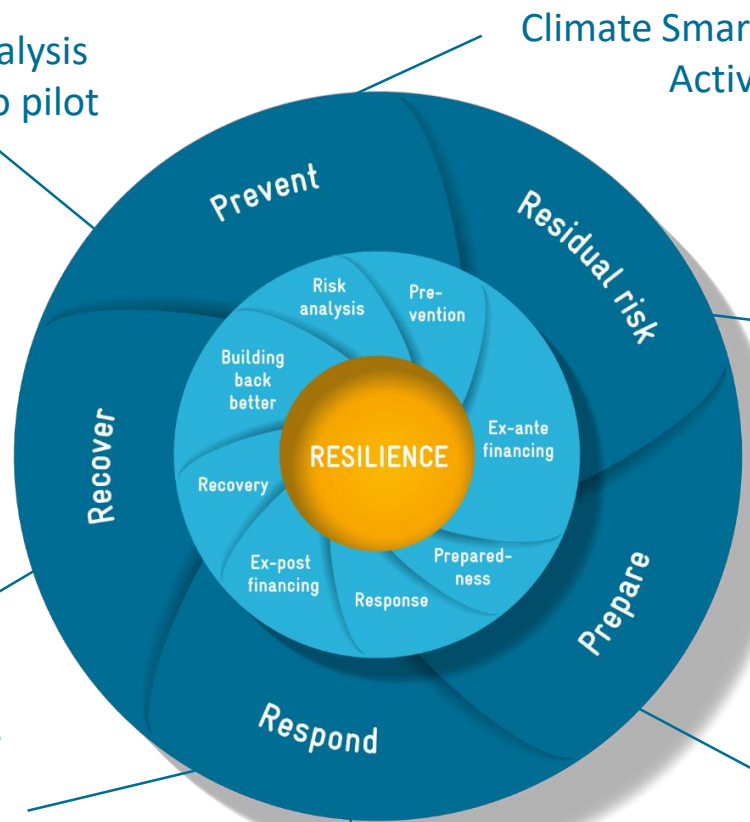 Climate Smar
Activ
alysis
o pilot
Prevent
Residual risk
Prepare
Respond
Recover
Risk
analysis
Pre-
vention
Ex-ante
financing
Prepared-
ness
Response
Ex-post
financing
Recovery
Building
back
better
RESILIENCE